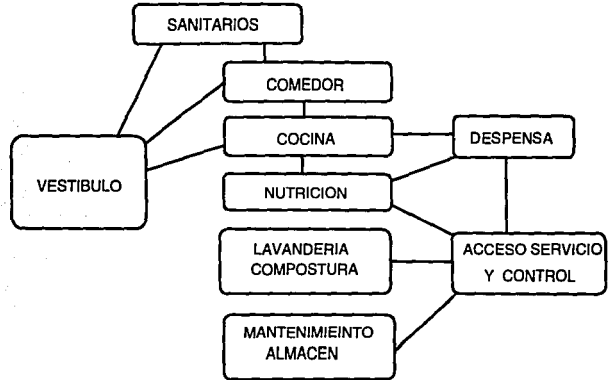 SANITARIOS
COMEDOR
COCINA
DESPENSA
VESTIBULO
NUTRICION
LAVANDERIA
COMPOSTURA
ACCESO SERVICIO
Y CONTROL
MANTENIMIEINTO
ALMACEN